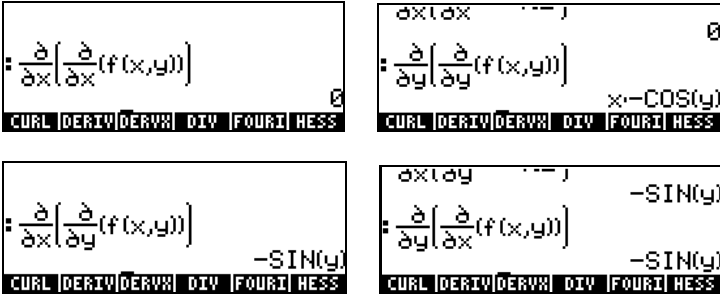 ∂/∂x(∂/∂x(f(x,y)))
0
CURL DERIV DERVX DIV FOURI HESS
∂x(∂x
0
∂/∂y(∂/∂y(f(x,y)))
x·-COS(y)
CURL DERIV DERVX DIV FOURI HESS
∂/∂x(∂/∂y(f(x,y)))
-SIN(y)
CURL DERIV DERVX DIV FOURI HESS
∂x(∂y
-SIN(y)
∂/∂y(∂/∂x(f(x,y)))
-SIN(y)
CURL DERIV DERVX DIV FOURI HESS